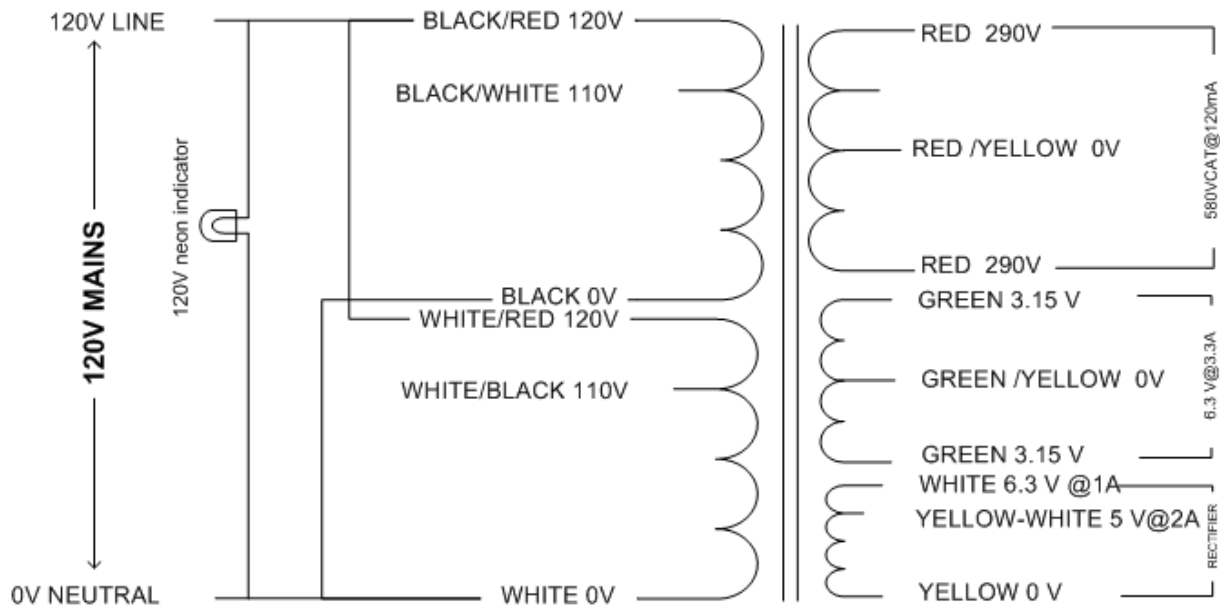 120V LINE
120V MAINS
0V NEUTRAL
120V neon indicator
BLACK/RED 120V
BLACK/WHITE 110V
BLACK 0V
WHITE/RED 120V
WHITE/BLACK 110V
WHITE 0V
RED 290V
RED /YELLOW 0V
RED 290V
580VCAT@120mA
GREEN 3.15 V
GREEN /YELLOW 0V
GREEN 3.15 V
6.3 V@3.3A
WHITE 6.3 V @1A
YELLOW-WHITE 5 V@2A
YELLOW 0 V
RECTIFIER